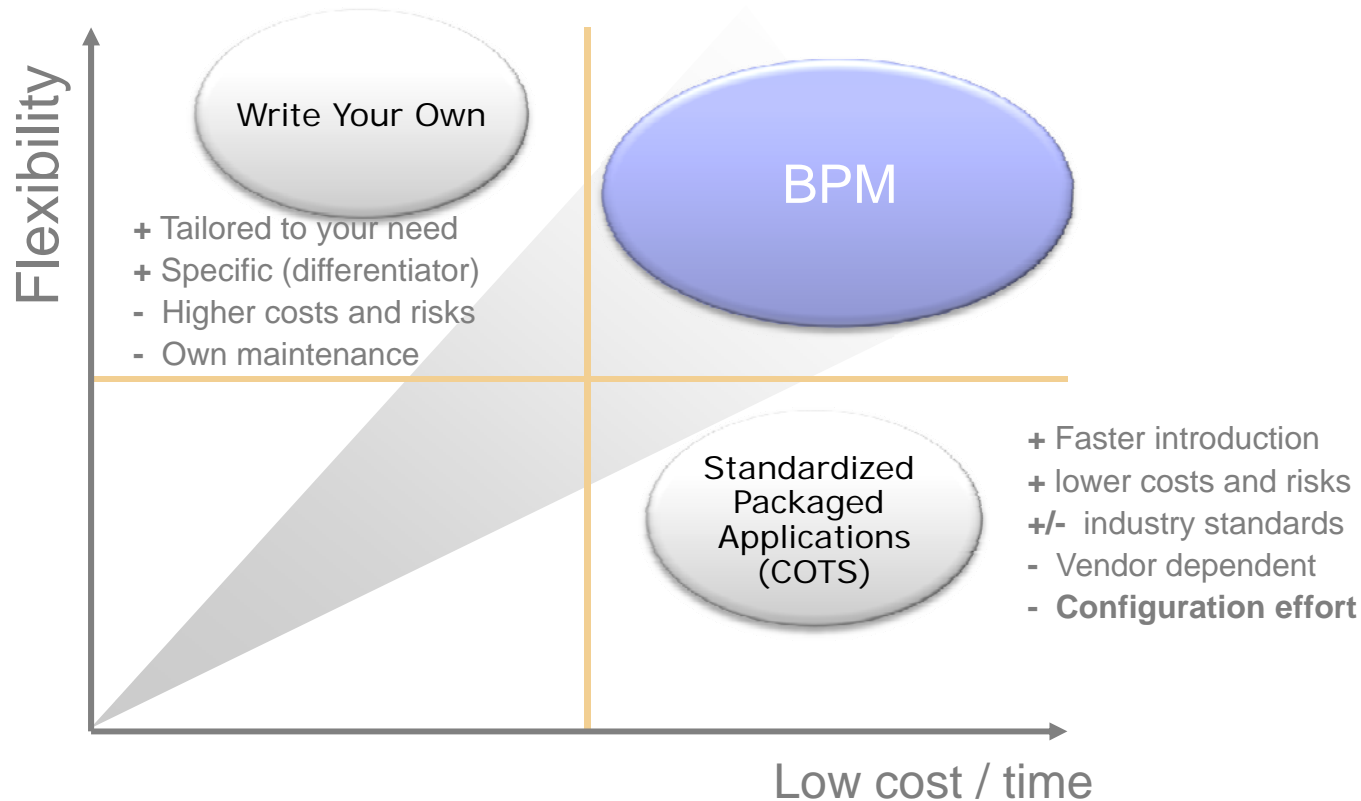 Flexibility
Write Your Own
+ Tailored to your need
+ Specific (differentiator)
- Higher costs and risks
- Own maintenance
BPM
Standardized
Packaged
Applications
(COTS)
+ Faster introduction
+ lower costs and risks
+/- industry standards
- Vendor dependent
- Configuration effort
Low cost / time